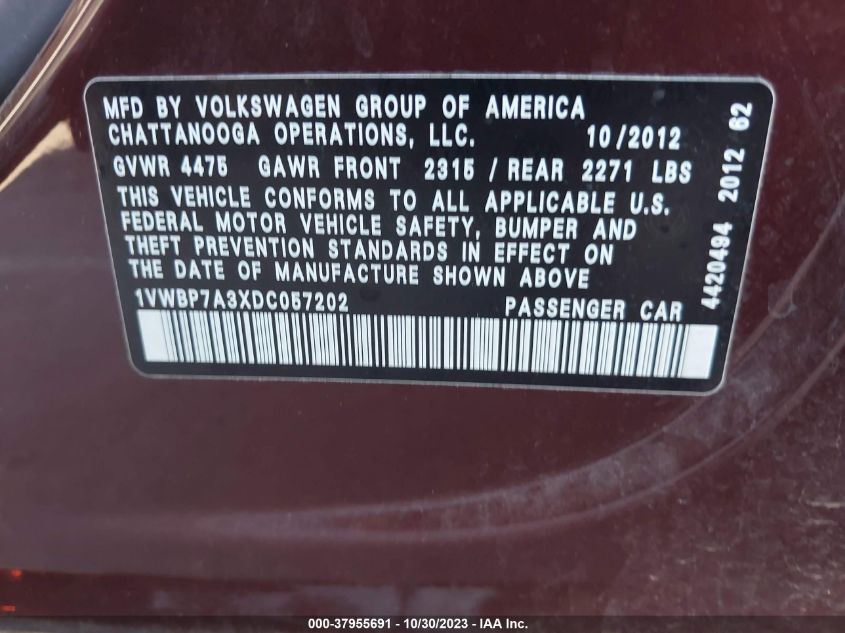 MFD BY VOLKSWAGEN GROUP OF AMERICA
CHATTANOOGA OPERATIONS, LLC. 10/2012
GVWR 4475 GAWR FRONT 2315 / REAR 2271 LBS
THIS VEHICLE CONFORMS TO ALL APPLICABLE U.S.
FEDERAL MOTOR VEHICLE SAFETY, BUMPER AND
THEFT PREVENTION STANDARDS IN EFFECT ON
THE DATE OF MANUFACTURE SHOWN ABOVE
1VWBP7A3XDC057202 PASSENGER CAR
4420494 2012 62
000-37955691 - 10/30/2023 - IAA Inc.